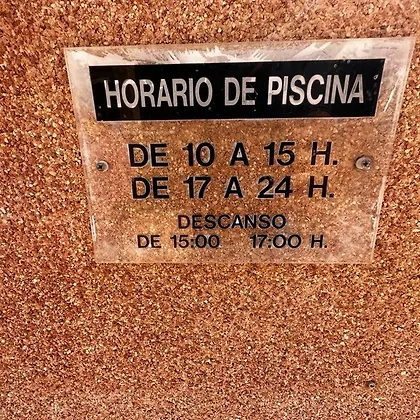 HORARIO DE PISCINA
DE 10 A 15 H.
DE 17 A 24 H.
DESCANSO
DE 15:00 17:00 H.